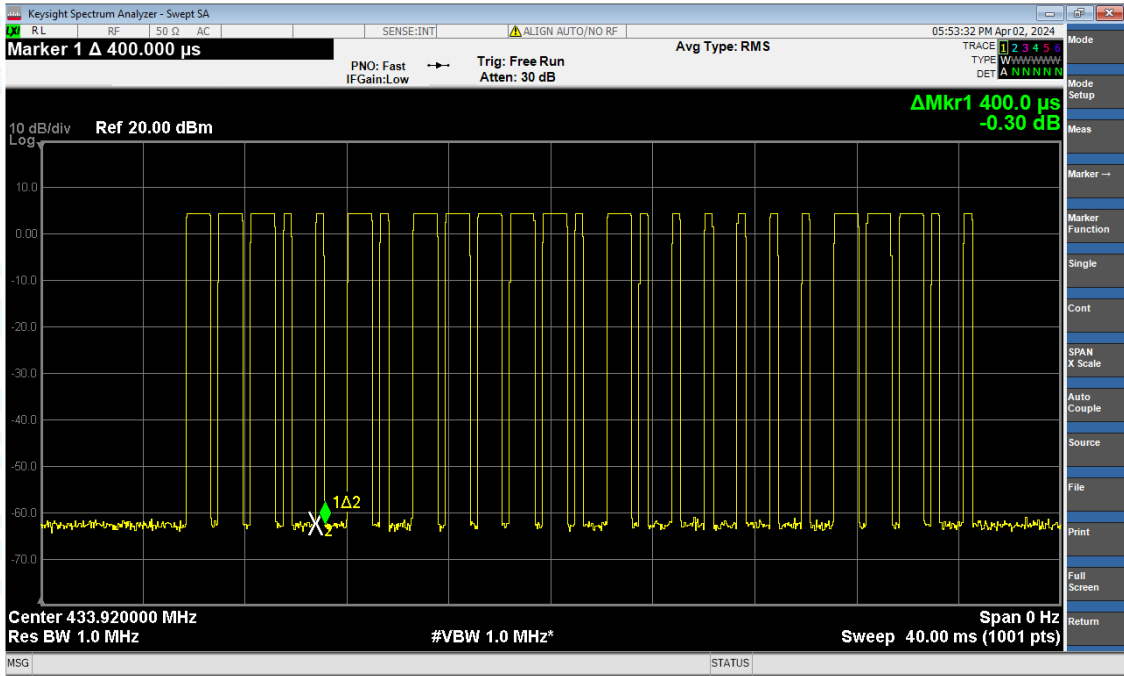 Keysight Spectrum Analyzer - Swept SA
LXI RL RF 50 Ω AC SENSE:INT ALIGN AUTO/NO RF 05:53:32 PM Apr 02, 2024
Marker 1 Δ 400.000 µs
PNO: Fast
IFGain:Low
Trig: Free Run
Atten: 30 dB
Avg Type: RMS
TRACE 1 2 3 4 5 6
TYPE WWWWWW
DET A N N N N N
ΔMkr1 400.0 µs
-0.30 dB
10 dB/div Ref 20.00 dBm
Log
10.0
0.00
-10.0
-20.0
-30.0
-40.0
-50.0
-60.0
-70.0
1Δ2
X2
Center 433.920000 MHz Span 0 Hz
Res BW 1.0 MHz #VBW 1.0 MHz* Sweep 40.00 ms (1001 pts)
MSG STATUS
Mode
Mode
Setup
Meas
Marker→
Marker
Function
Single
Cont
SPAN
X Scale
Auto
Couple
Source
File
Print
Full
Screen
Return